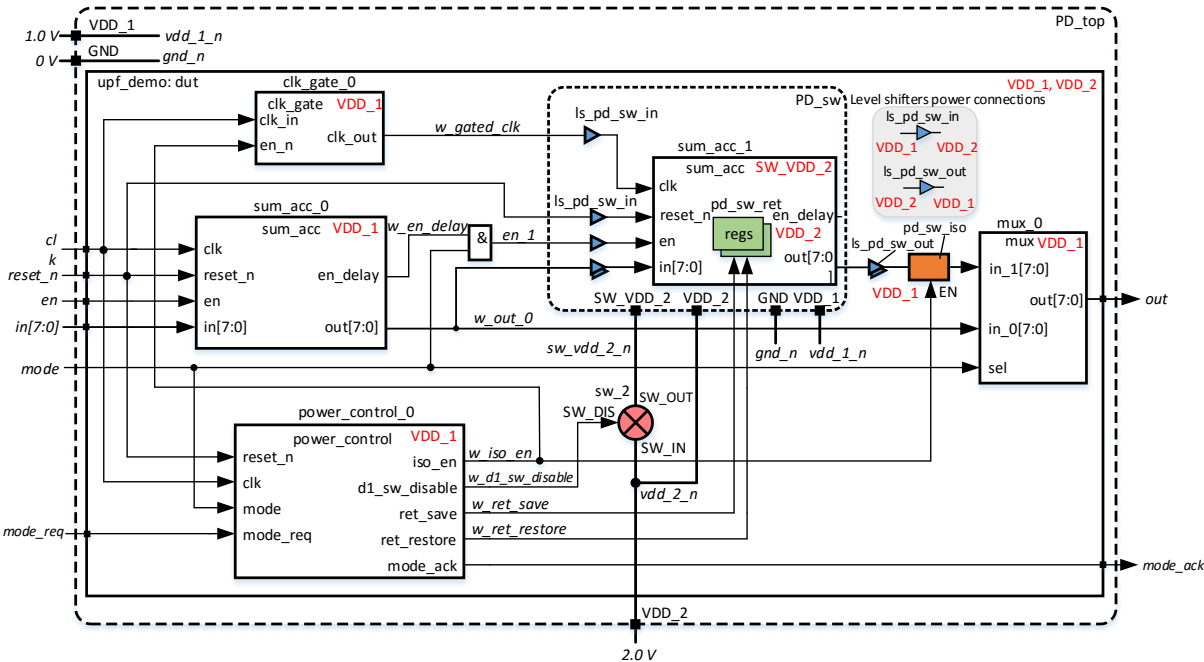 VDD_1
PD_top
1.0 V
vdd_1_n
GND
0 V
gnd_n
upf_demo: dut
clk_gate_0
VDD_1, VDD_2
clk_gate
VDD_1
clk_in
clk_out
en_n
w_gated_clk
ls_pd_sw_in
PD_sw
Level shifters power connections
ls_pd_sw_in
VDD_1
VDD_2
ls_pd_sw_out
VDD_2
VDD_1
sum_acc_1
sum_acc
SW_VDD_2
clk
reset_n
en
in[7:0]
pd_sw_ret
regs
VDD_2
en_delay
out[7:0
]
ls_pd_sw_in
sum_acc_0
sum_acc
VDD_1
clk
reset_n
en
in[7:0]
en_delay
out[7:0]
w_en_delay
&
en_1
w_out_0
cl
k
reset_n
en
in[7:0]
mode
ls_pd_sw_out
pd_sw_iso
VDD_1
EN
mux_0
mux
VDD_1
in_1[7:0]
out[7:0]
in_0[7:0]
sel
out
SW_VDD_2
VDD_2
GND
VDD_1
sw_vdd_2_n
gnd_n
vdd_1_n
sw_2
SW_OUT
SW_DIS
SW_IN
vdd_2_n
power_control_0
power_control
VDD_1
reset_n
clk
mode
mode_req
iso_en
d1_sw_disable
ret_save
ret_restore
mode_ack
w_iso_en
w_d1_sw_disable
w_ret_save
w_ret_restore
mode_req
mode_ack
VDD_2
2.0 V